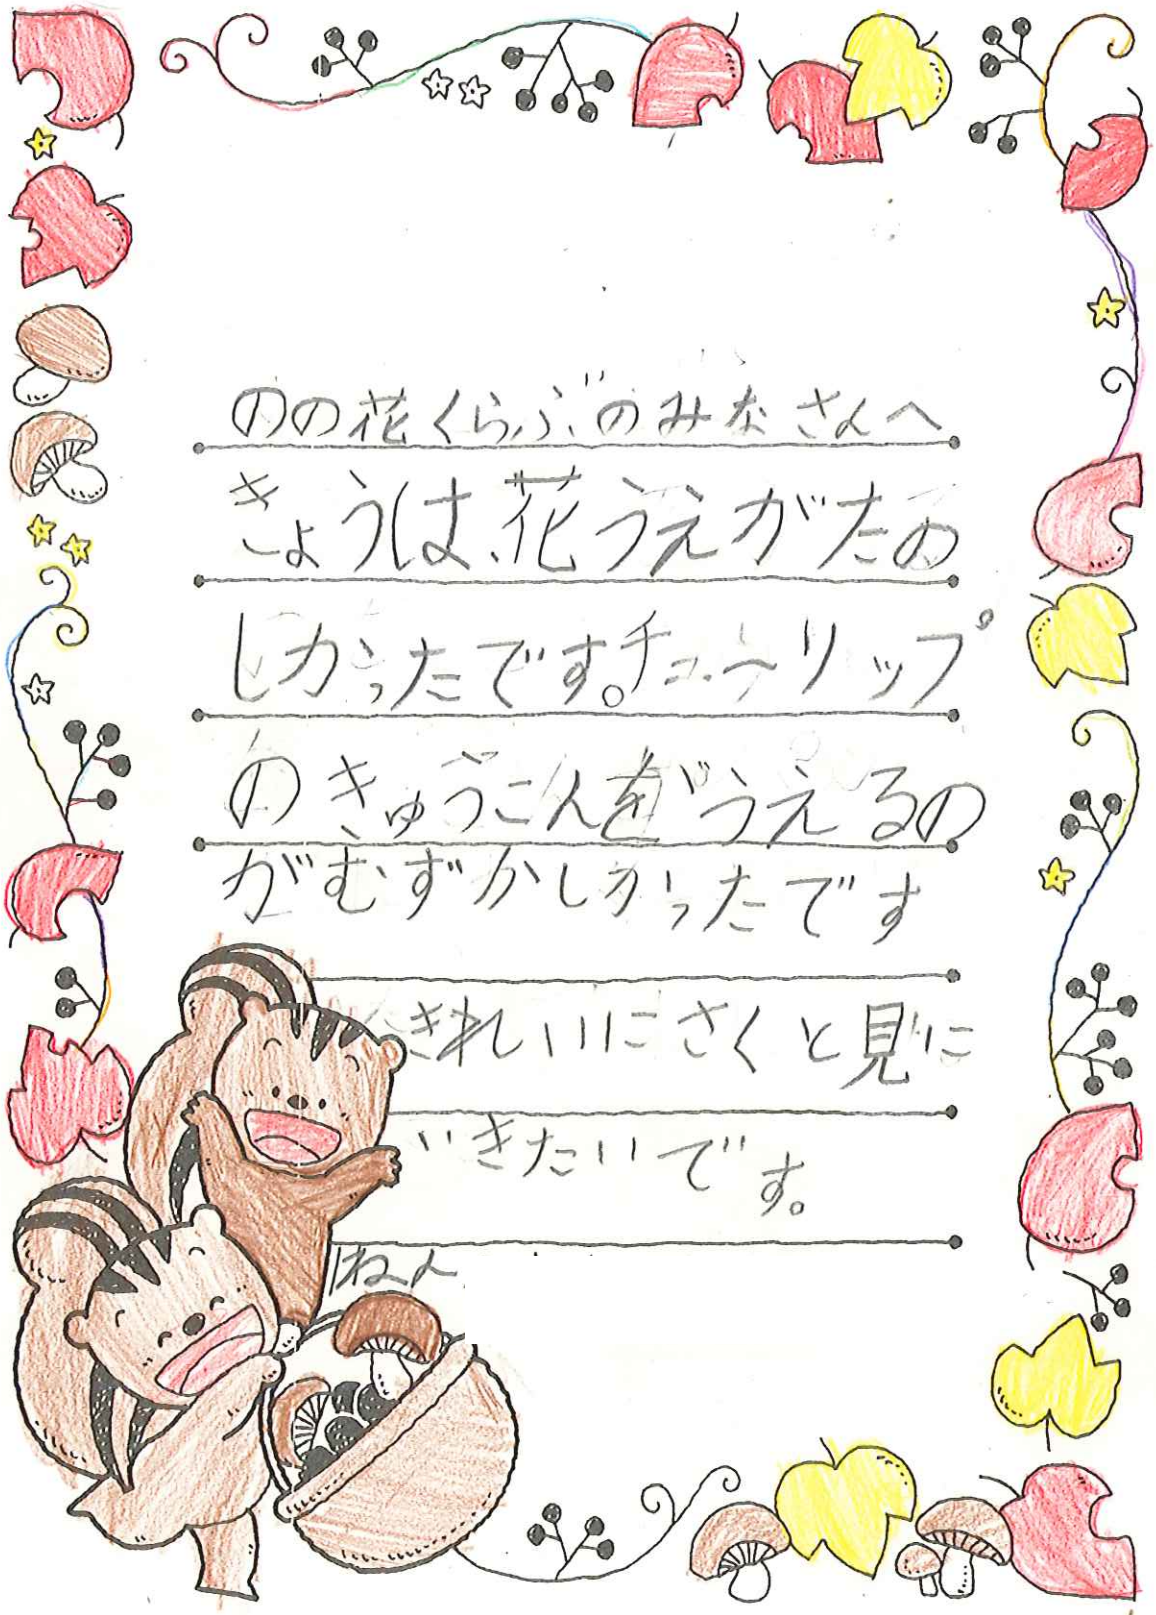 のの花くらぶのみなさんへ
きょうは、花うえがたの
しかったです。チューリップ
のきゅうこんをうえるの
がむずかしかったです
きれいにさくと見に
いきたいです。
1ねん